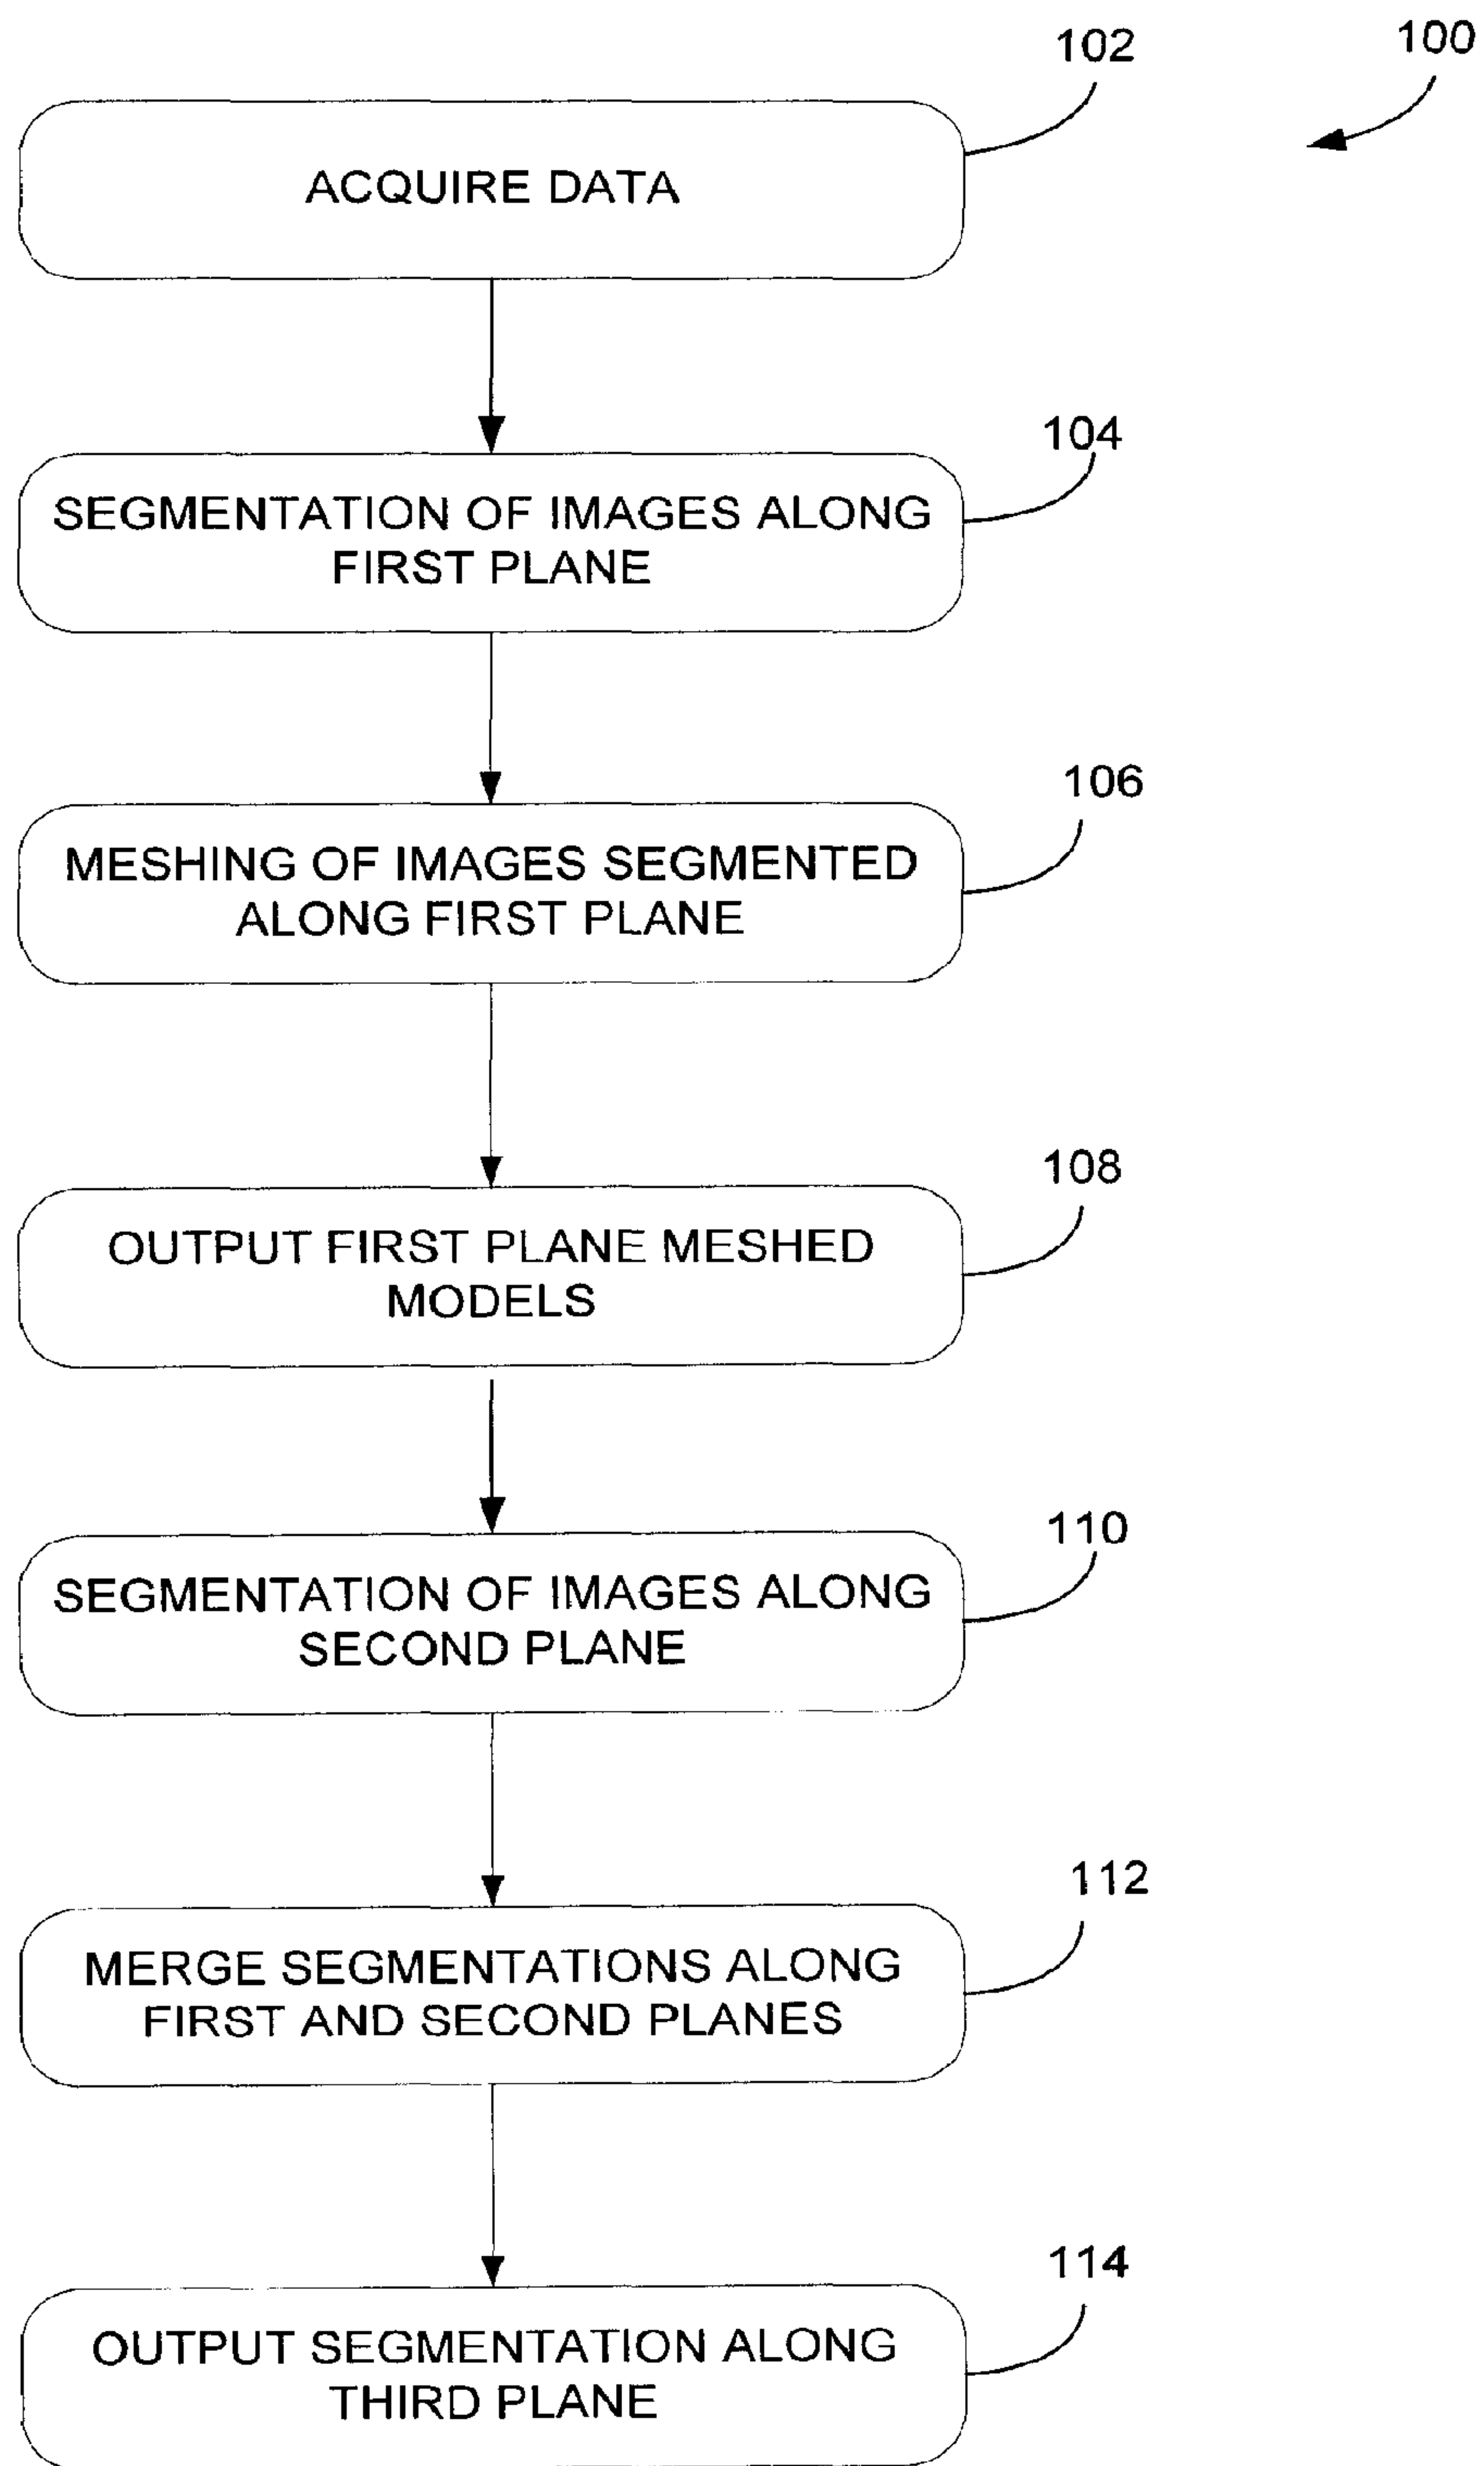 100
102
ACQUIRE DATA
104
SEGMENTATION OF IMAGES ALONG
FIRST PLANE
106
MESHING OF IMAGES SEGMENTED
ALONG FIRST PLANE
108
OUTPUT FIRST PLANE MESHED
MODELS
110
SEGMENTATION OF IMAGES ALONG
SECOND PLANE
112
MERGE SEGMENTATIONS ALONG
FIRST AND SECOND PLANES
114
OUTPUT SEGMENTATION ALONG
THIRD PLANE